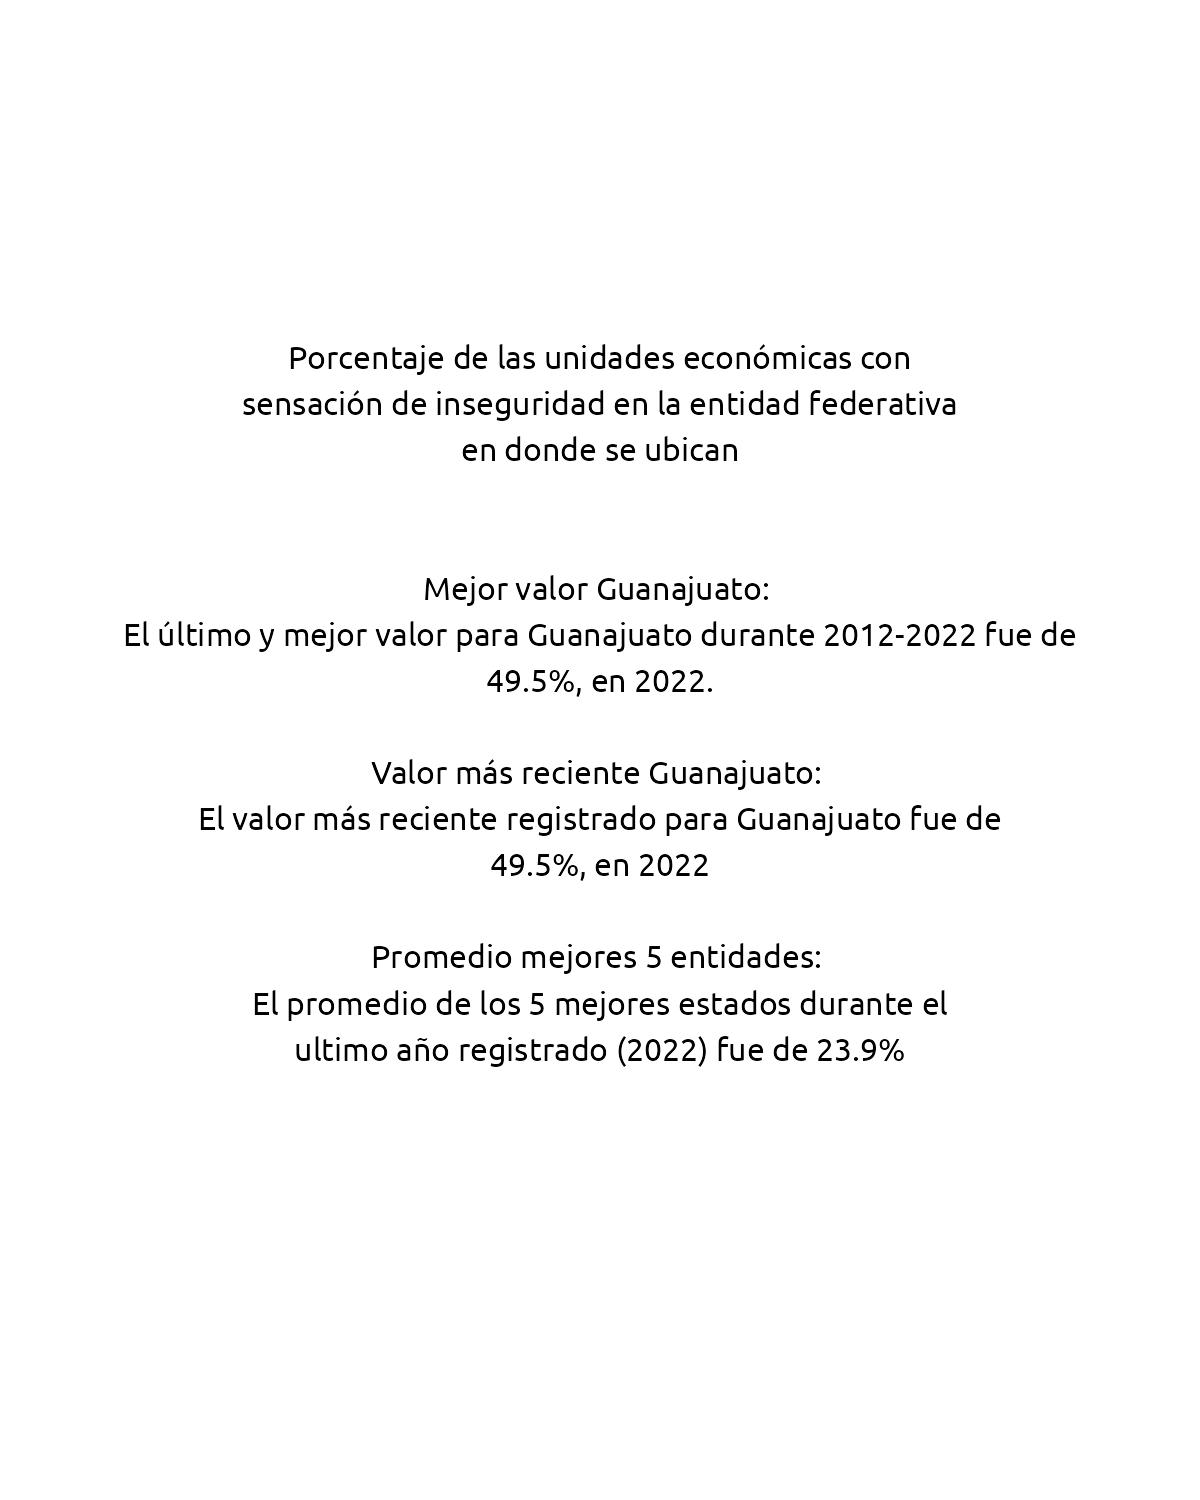 Porcentaje de las unidades económicas con
sensación de inseguridad en la entidad federativa
en donde se ubican
Mejor valor Guanajuato:
El último y mejor valor para Guanajuato durante 2012-2022 fue de
49.5%, en 2022.
Valor más reciente Guanajuato:
El valor más reciente registrado para Guanajuato fue de
49.5%, en 2022
Promedio mejores 5 entidades:
El promedio de los 5 mejores estados durante el
ultimo año registrado (2022) fue de 23.9%